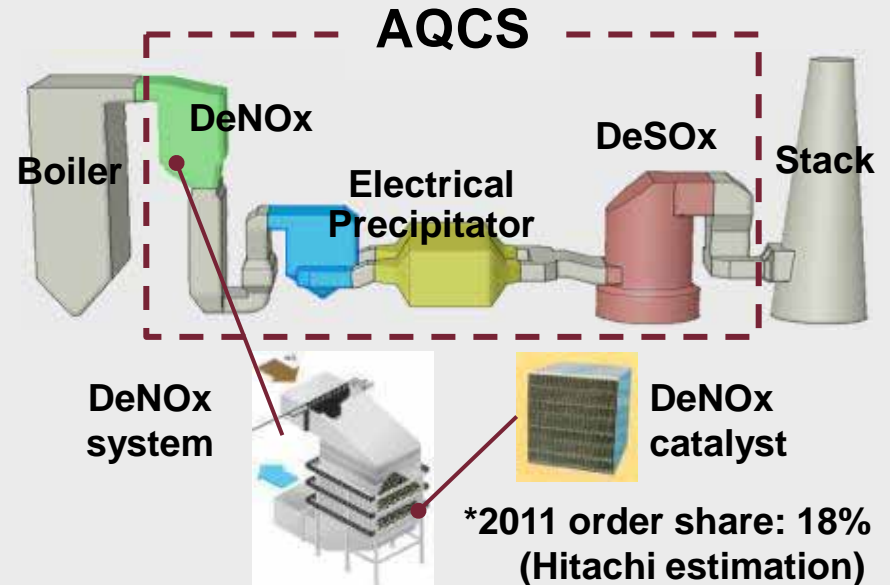 AQCS
DeNOx
DeSOx
Boiler
Stack
Electrical
Precipitator
DeNOx
system
DeNOx
catalyst
*2011 order share: 18%
(Hitachi estimation)